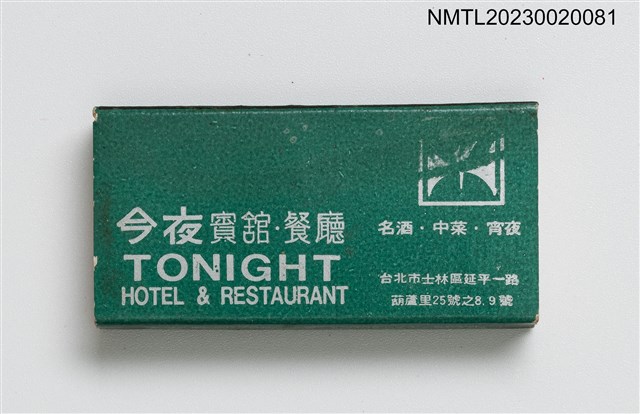 NMTL20230020081
今夜賓館·餐廳
TONIGHT
HOTEL & RESTAURANT
名酒·中菜·宵夜
台北市士林區延平一路
葫蘆里25號之8.9號